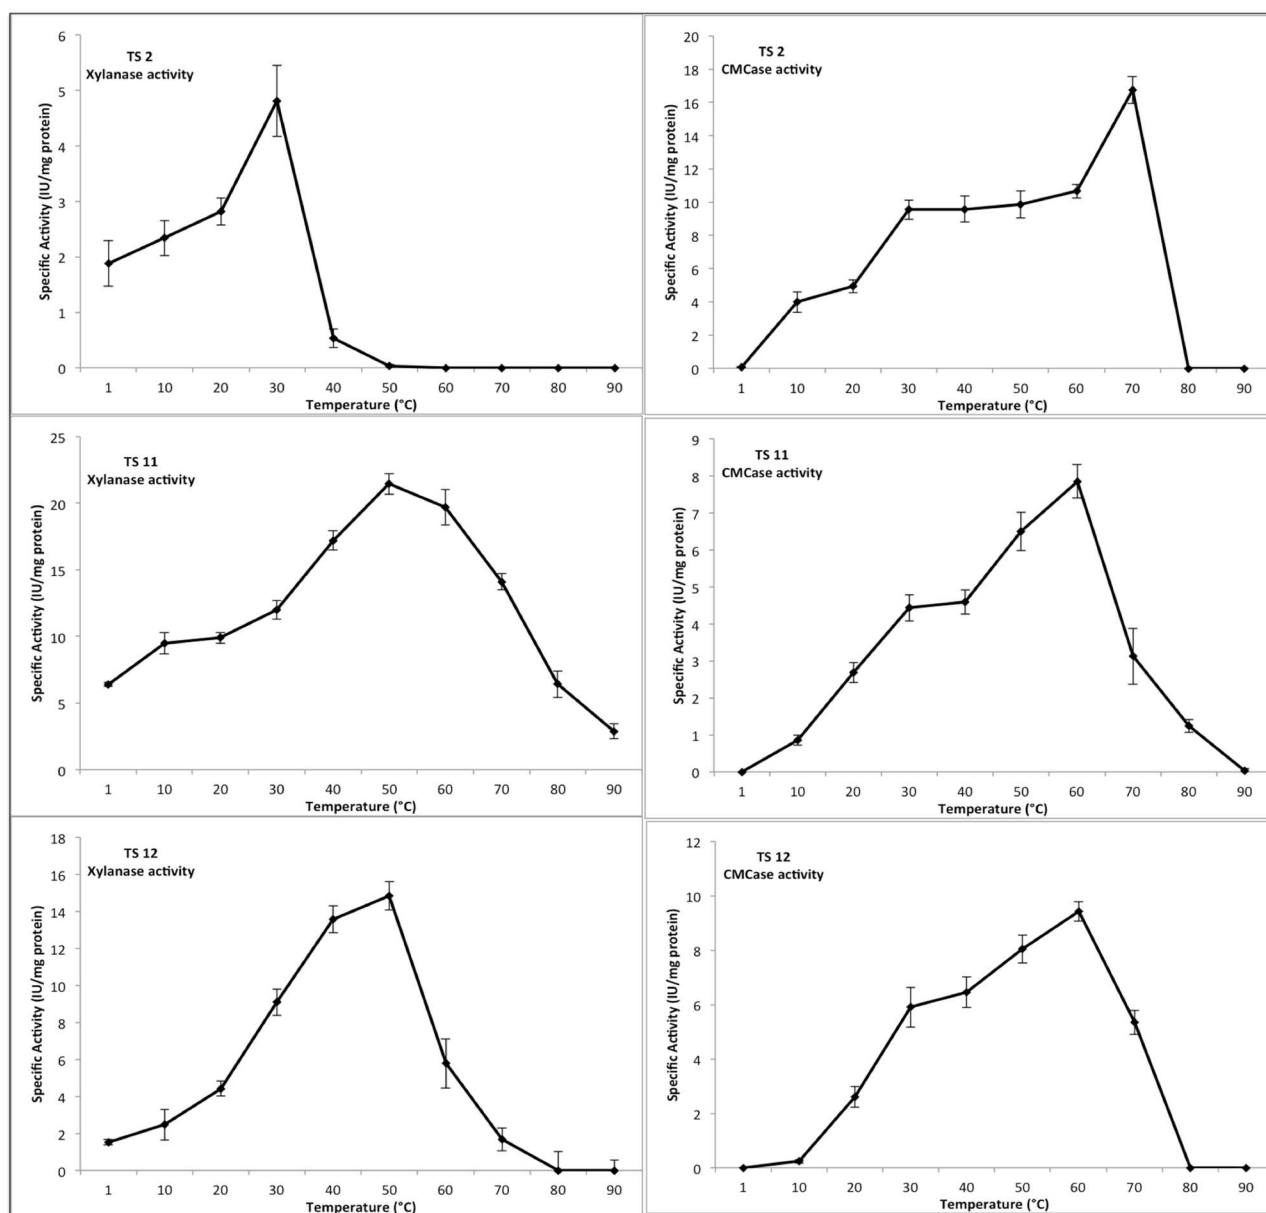 TS 2
Xylanase activity
Specific Activity (IU/mg protein)
6
5
4
3
2
1
0
1 10 20 30 40 50 60 70 80 90
Temperature (°C)
TS 2
CMCase activity
Specific Activity (IU/mg protein)
20
18
16
14
12
10
8
6
4
2
0
1 10 20 30 40 50 60 70 80 90
Temperature (°C)
TS 11
Xylanase activity
Specific Activity (IU/mg protein)
25
20
15
10
5
0
1 10 20 30 40 50 60 70 80 90
Temperature (°C)
TS 11
CMCase activity
Specific Activity (IU/mg protein)
9
8
7
6
5
4
3
2
1
0
1 10 20 30 40 50 60 70 80 90
Temperature (°C)
TS 12
Xylanase activity
Specific Activity (IU/mg protein)
18
16
14
12
10
8
6
4
2
0
1 10 20 30 40 50 60 70 80 90
Temperature (°C)
TS 12
CMCase activity
Specific Activity (IU/mg protein)
12
10
8
6
4
2
0
1 10 20 30 40 50 60 70 80 90
Temperature (°C)